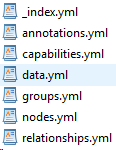 _index.yml
annotations.yml
capabilities.yml
data.yml
groups.yml
nodes.yml
relationships.yml